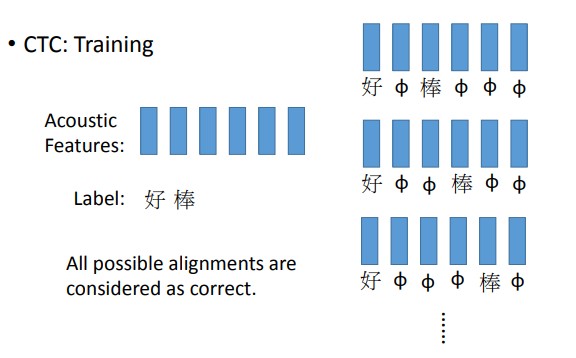 • CTC: Training
Acoustic
Features:
Label: 好 棒
All possible alignments are
considered as correct.
好 ϕ 棒 ϕ ϕ ϕ
好 ϕ ϕ 棒 ϕ ϕ
好 ϕ ϕ ϕ 棒 ϕ
......